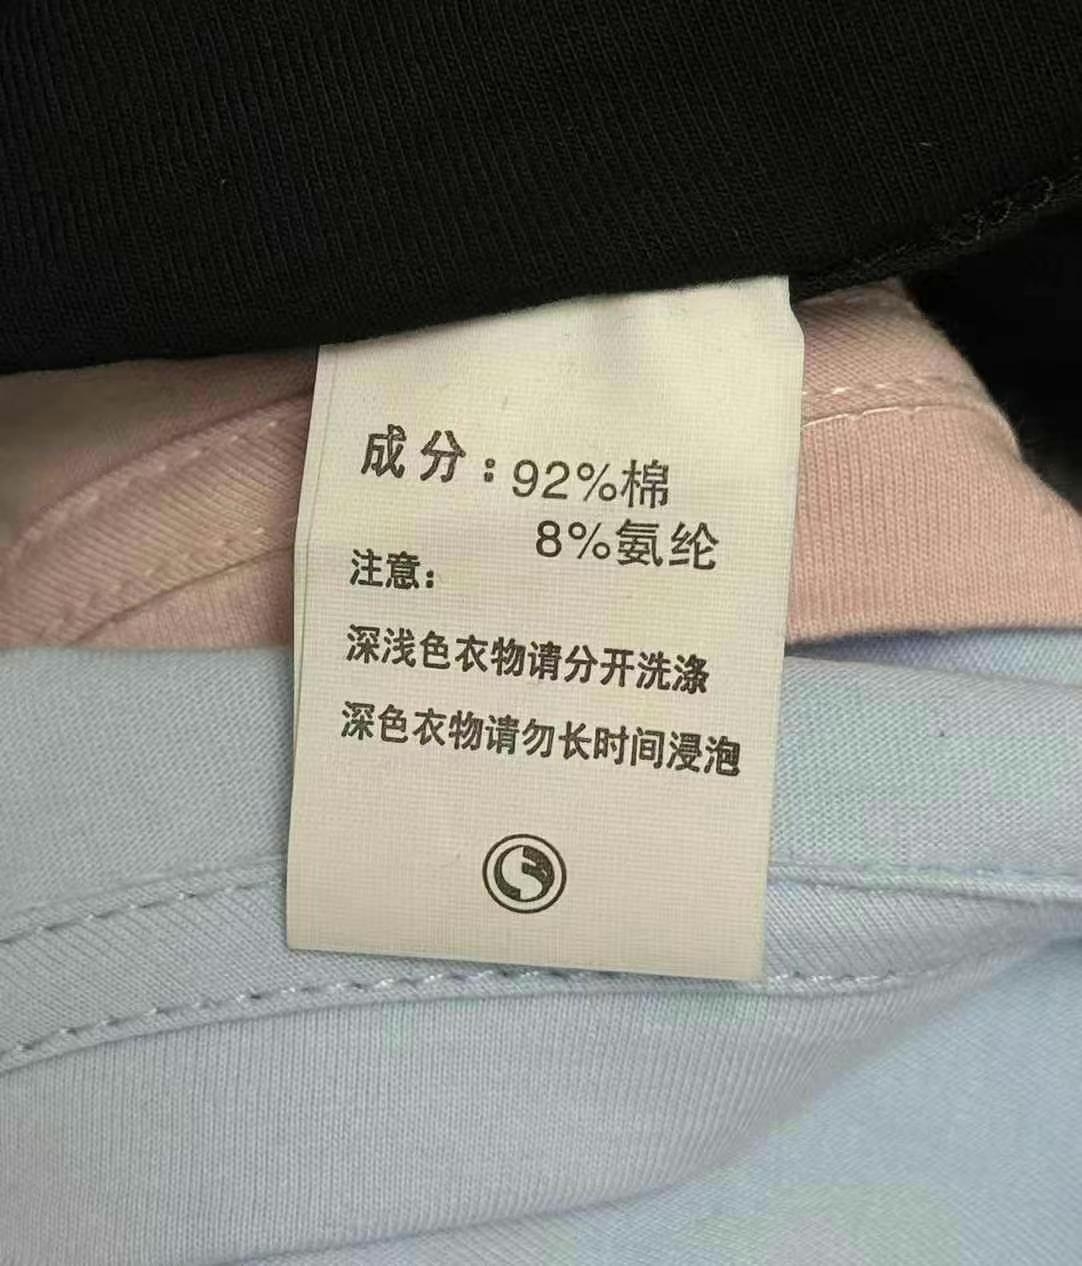 成分：92%棉
8%氨纶
注意：
深浅色衣物请分开洗涤
深色衣物请勿长时间浸泡